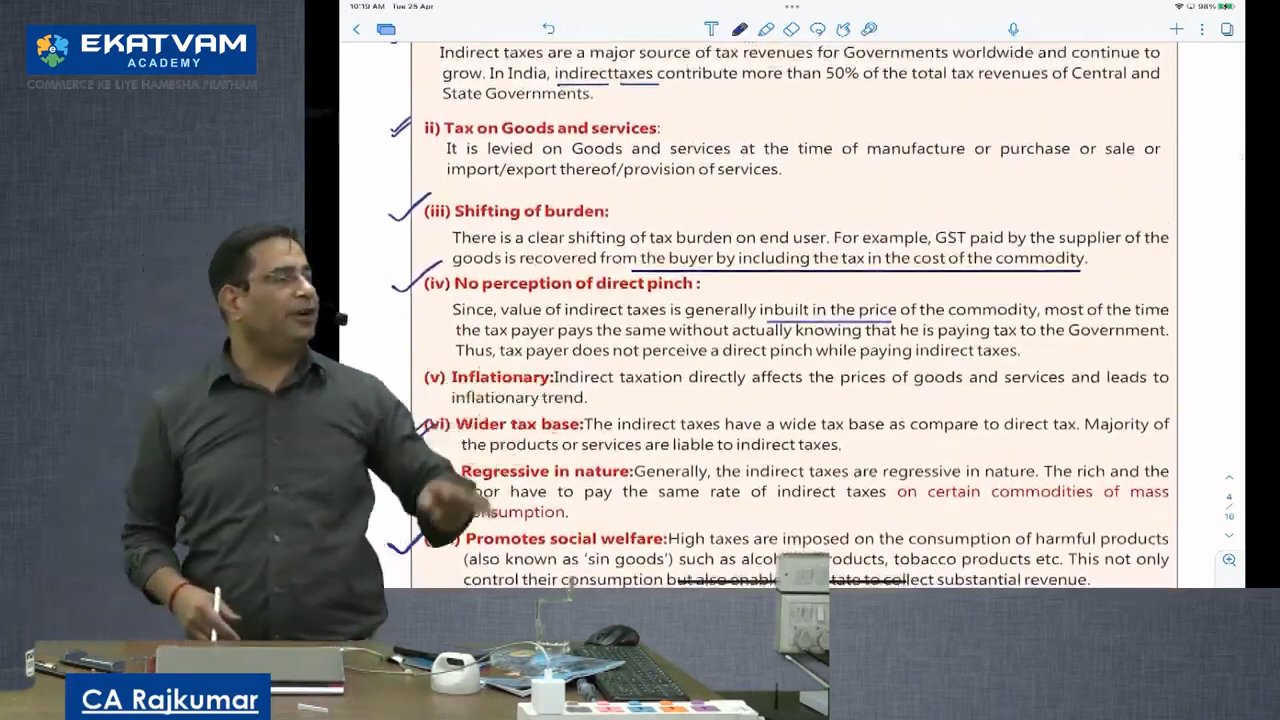 10:19 AM Tue 25 Apr
98%
EKATVAM
ACADEMY
COMMERCE KE LIYE HAMESHA PRATHAM
Indirect taxes are a major source of tax revenues for Governments worldwide and continue to
grow. In India, indirecttaxes contribute more than 50% of the total tax revenues of Central and
State Governments.
ii) Tax on Goods and services:
It is levied on Goods and services at the time of manufacture or purchase or sale or
import/export thereof/provision of services.
(iii) Shifting of burden:
There is a clear shifting of tax burden on end user. For example, GST paid by the supplier of the
goods is recovered from the buyer by including the tax in the cost of the commodity.
(iv) No perception of direct pinch :
Since, value of indirect taxes is generally inbuilt in the price of the commodity, most of the time
the tax payer pays the same without actually knowing that he is paying tax to the Government.
Thus, tax payer does not perceive a direct pinch while paying indirect taxes.
(v) Inflationary:Indirect taxation directly affects the prices of goods and services and leads to
inflationary trend.
(vi) Wider tax base:The indirect taxes have a wide tax base as compare to direct tax. Majority of
the products or services are liable to indirect taxes.
Regressive in nature:Generally, the indirect taxes are regressive in nature. The rich and the
have to pay the same rate of indirect taxes on certain commodities of mass
Promotes social welfare:High taxes are imposed on the consumption of harmful products
(also known as 'sin goods') such as tobacco products etc. This not only
control their consumption but also collect substantial revenue.
4
/
10
CA Rajkumar